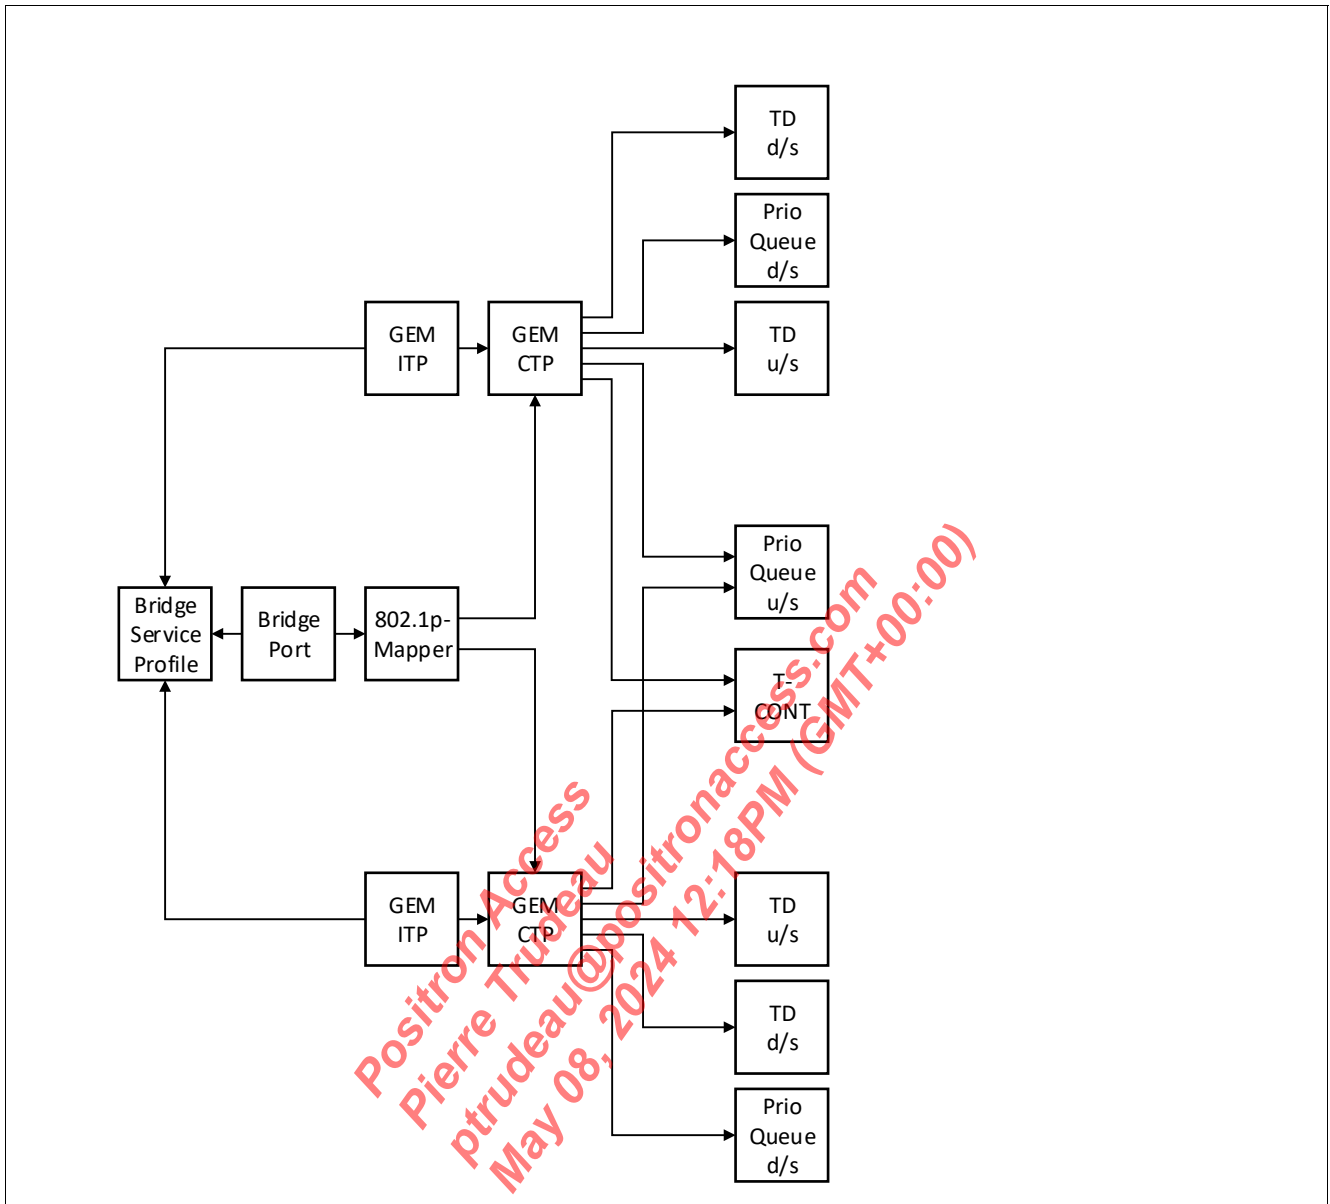 TD
d/s
Prio
Queue
d/s
GEM
ITP
GEM
CTP
TD
u/s
Prio
Queue
u/s
Bridge
Service
Profile
Bridge
Port
802.1p-
Mapper
T-
CONT
GEM
ITP
GEM
CTP
TD
u/s
TD
d/s
Prio
Queue
d/s
Positron Access
Pierre Trudeau
ptrudeau@positronaccess.com
May 08, 2024 12:18PM (GMT+00:00)